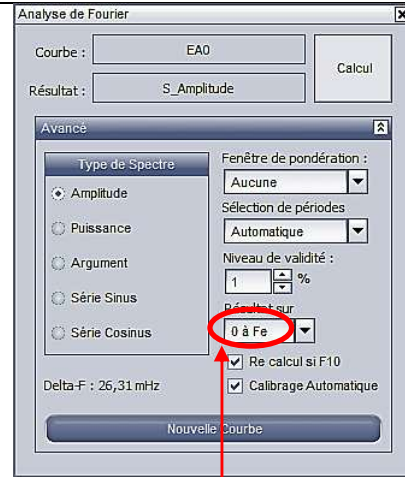 Analyse de Fourier
Courbe : EA0
Résultat : S_Amplitude
Calcul
Avancé
Type de Spectre
Amplitude
Puissance
Argument
Série Sinus
Série Cosinus
Delta-F : 26,31 mHz
Fenêtre de pondération :
Aucune
Sélection de périodes
Automatique
Niveau de validité :
1 %
Résultat sur
0 à Fe
Re calcul si F10
Calibrage Automatique
Nouvelle Courbe